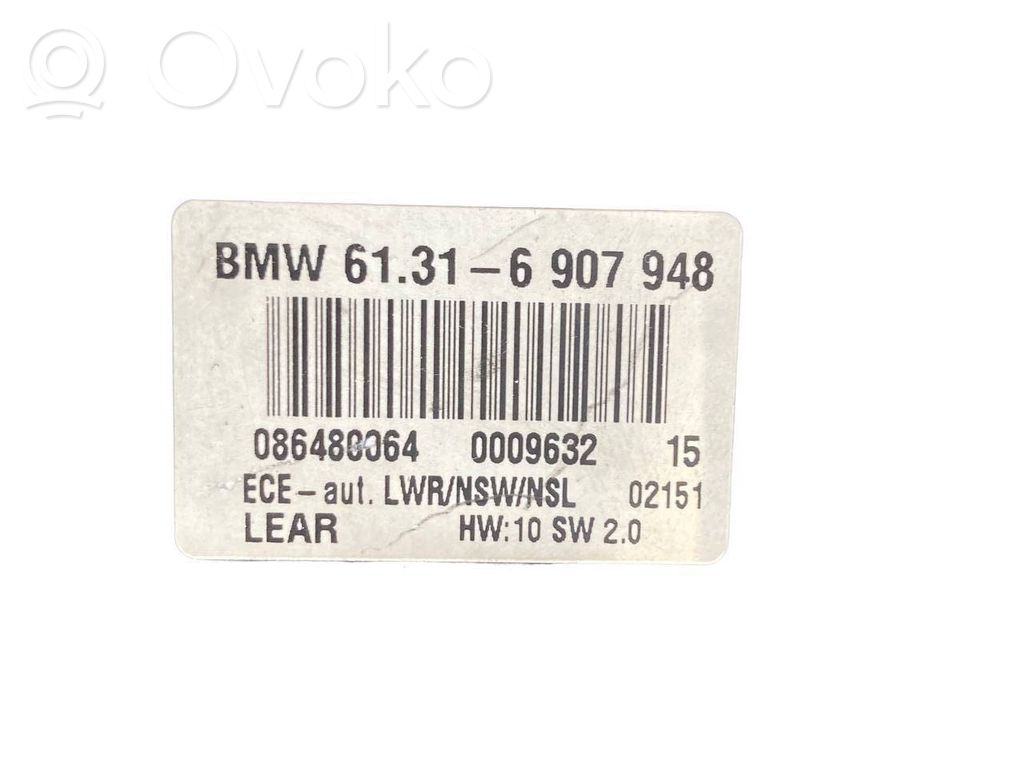 Ovoko
BMW 61.31-6 907 948
086480064 0009632 15
ECE-aut. LWR/NSW/NSL 02151
LEAR HW:10 SW 2.0